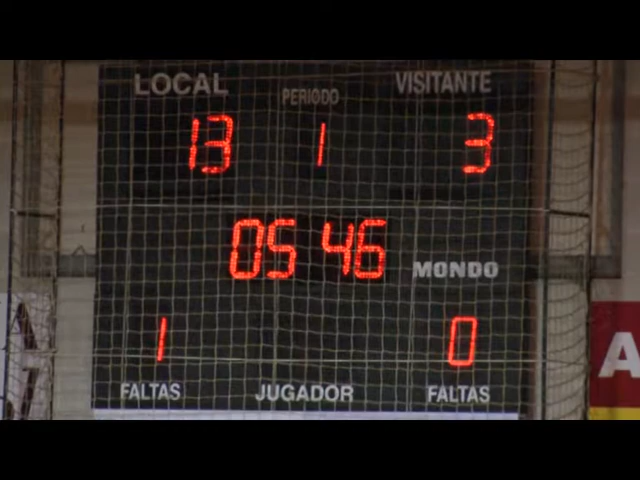 LOCAL PERIODO VISITANTE
13 1 3
05 46
MONDO
1 0
FALTAS JUGADOR FALTAS
A